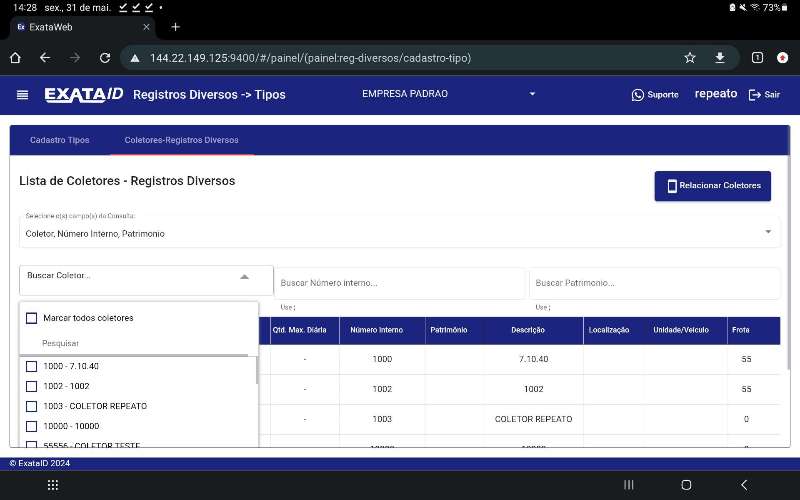 14:28 sex., 31 de mai.
73%
Ex ExataWeb
144.22.149.125:9400/#/painel/(painel:reg-diversos/cadastro-tipo)
1
EXATAID Registros Diversos -> Tipos EMPRESA PADRAO Suporte repeato Sair
Cadastro Tipos Coletores-Registros Diversos
Lista de Coletores - Registros Diversos
Relacionar Coletores
Selecione o(s) campo(s) da Consulta:
Coletor, Número Interno, Patrimonio
Buscar Coletor... Buscar Número interno... Buscar Patrimonio...
Use ; Use ;
Marcar todos coletores
Pesquisar
Qtd. Max. Diária Número Interno Patrimônio Descrição Localização Unidade/Veículo Frota
1000 - 7.10.40
- 1000 7.10.40 55
1002 - 1002
- 1002 1002 55
1003 - COLETOR REPEATO
- 1003 COLETOR REPEATO 0
10000 - 10000
55556 - COLETOR TESTE
© ExataID 2024